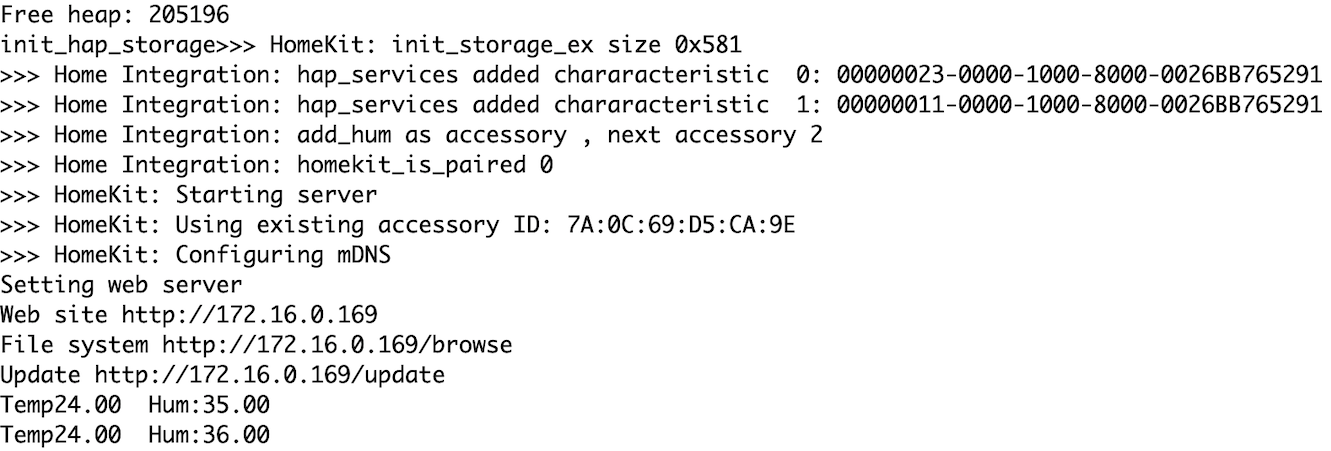 Free heap: 205196
init_hap_storage>>> HomeKit: init_storage_ex size 0x581
>>> Home Integration: hap_services added chararacteristic  0: 00000023-0000-1000-8000-0026BB765291
>>> Home Integration: hap_services added chararacteristic  1: 00000011-0000-1000-8000-0026BB765291
>>> Home Integration: add_hum as accessory , next accessory 2
>>> Home Integration: homekit_is_paired 0
>>> HomeKit: Starting server
>>> HomeKit: Using existing accessory ID: 7A:0C:69:D5:CA:9E
>>> HomeKit: Configuring mDNS
Setting web server
Web site http://172.16.0.169
File system http://172.16.0.169/browse
Update http://172.16.0.169/update
Temp24.00  Hum:35.00
Temp24.00  Hum:36.00